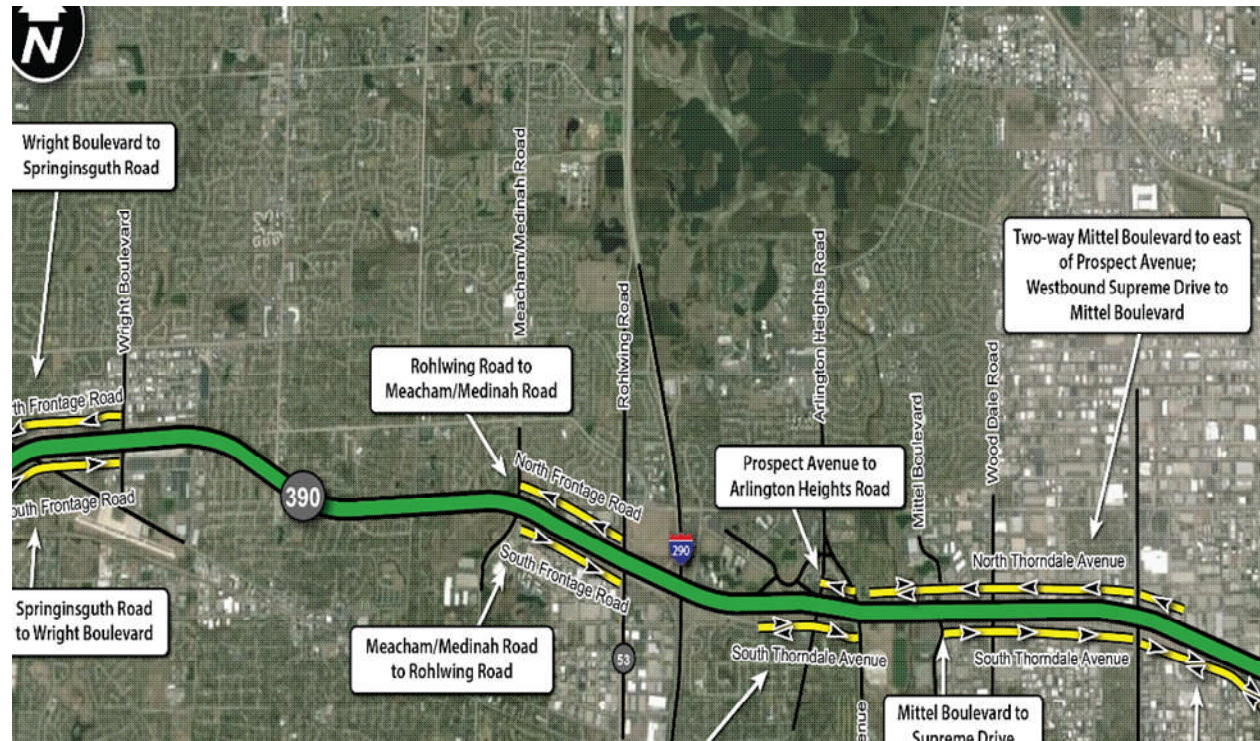 N
Wright Boulevard to
Springinsguth Road
Wright Boulevard
Meacham/Medinah Road
Rohlwing Road
Arlington Heights Road
Two-way Mittel Boulevard to east
of Prospect Avenue;
Westbound Supreme Drive to
Mittel Boulevard
Rohlwing Road to
Meacham/Medinah Road
Wood Dale Road
Mittel Boulevard
Prospect Avenue to
Arlington Heights Road
th Frontage Road
North Frontage Road
390
outh Frontage Road
South Frontage Road
290
North Thorndale Avenue
Springinsguth Road
to Wright Boulevard
Meacham/Medinah Road
to Rohlwing Road
53
South Thorndale Avenue
South Thorndale Avenue
enue
Mittel Boulevard to
Supreme Drive